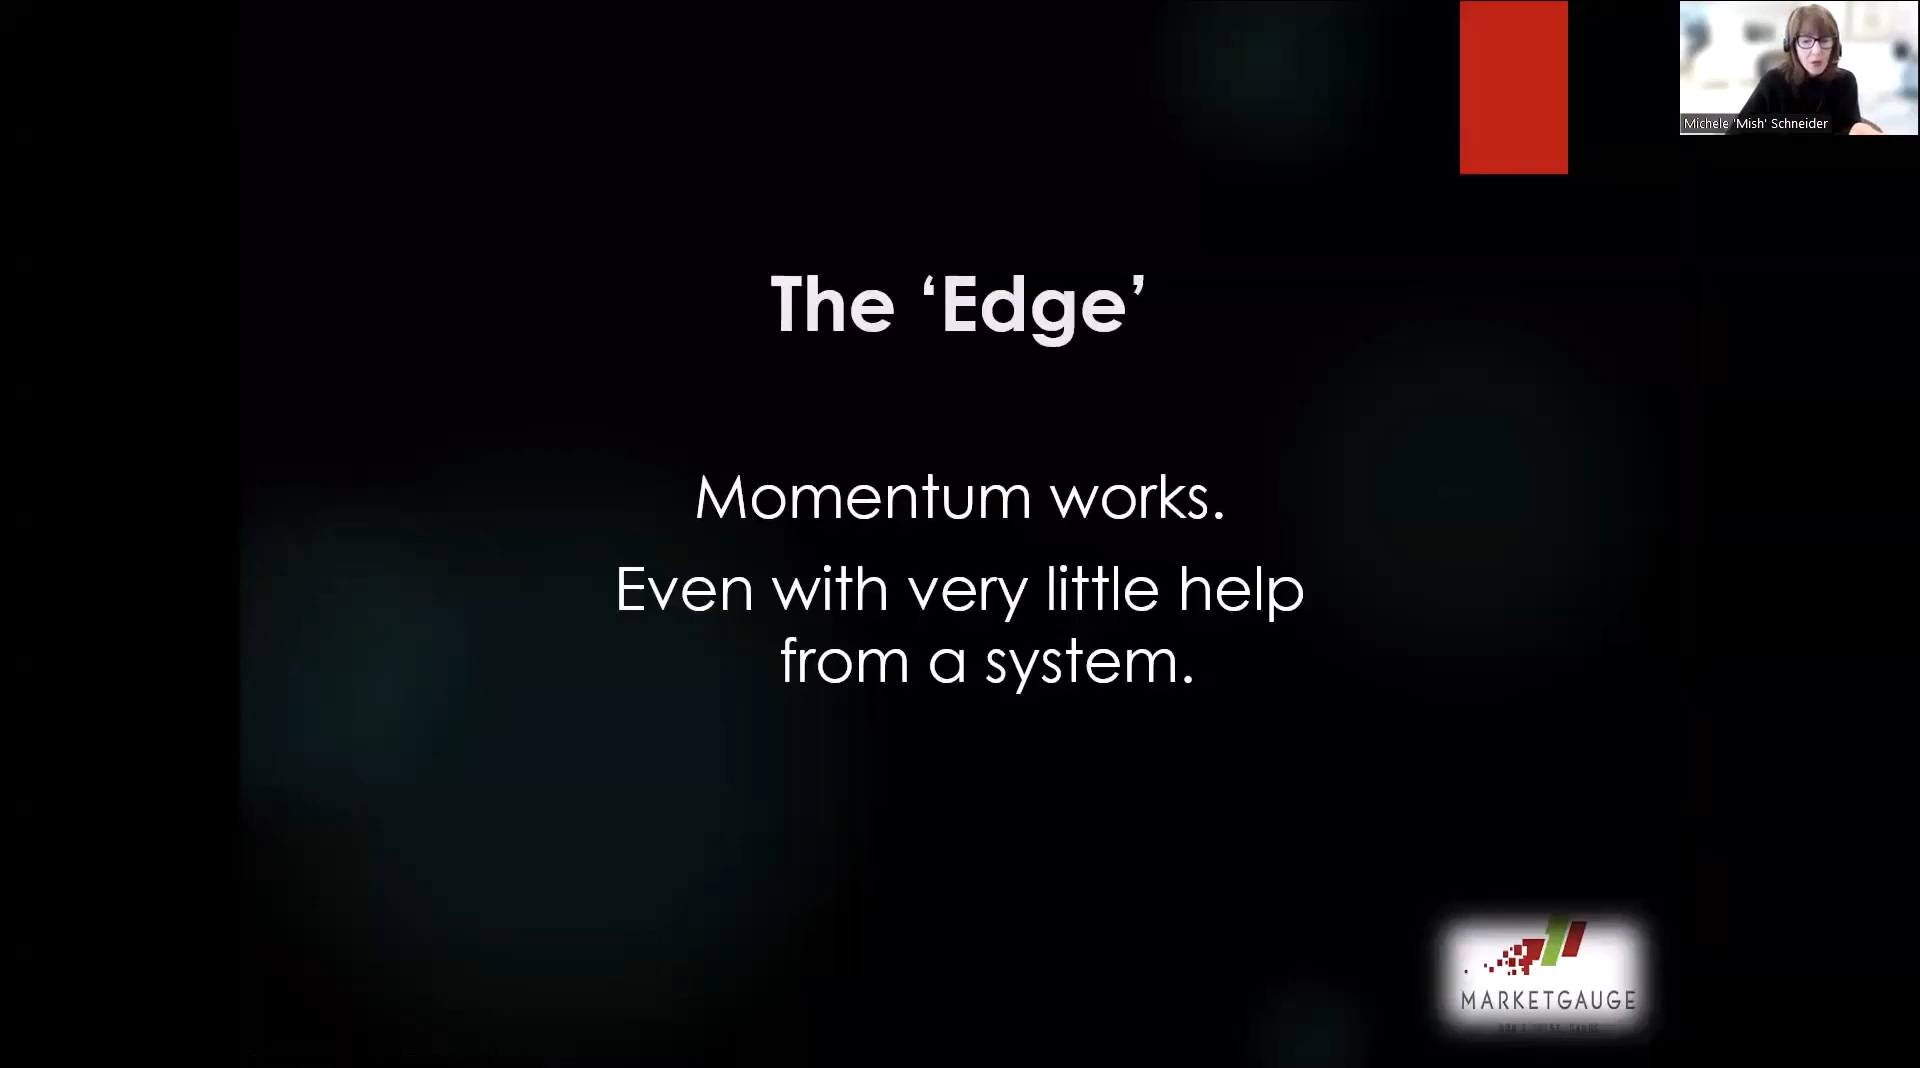 Michele 'Mish' Schneider
The ‘Edge’
Momentum works.
Even with very little help
from a system.
MARKETGAUGE